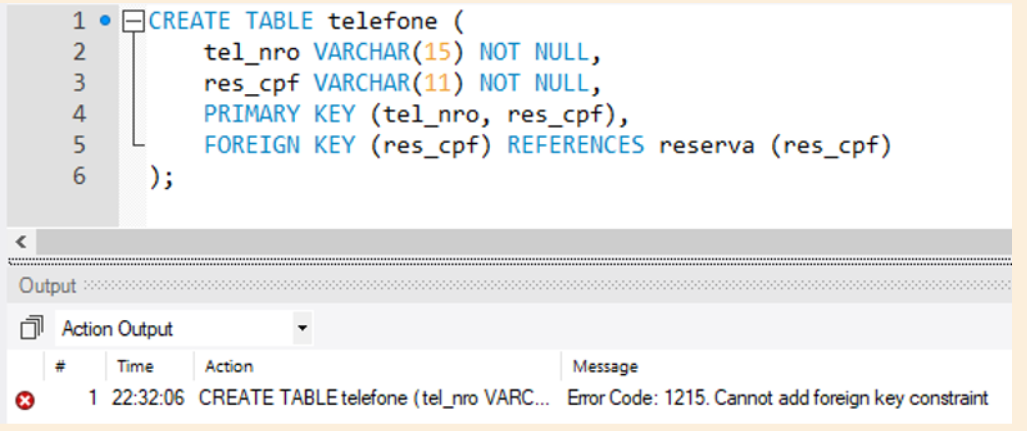 1 CREATE TABLE telefone (
2 tel_nro VARCHAR(15) NOT NULL,
3 res_cpf VARCHAR(11) NOT NULL,
4 PRIMARY KEY (tel_nro, res_cpf),
5 FOREIGN KEY (res_cpf) REFERENCES reserva (res_cpf)
6 );
Output
Action Output
# Time Action Message
1 22:32:06 CREATE TABLE telefone (tel_nro VARC... Error Code: 1215. Cannot add foreign key constraint